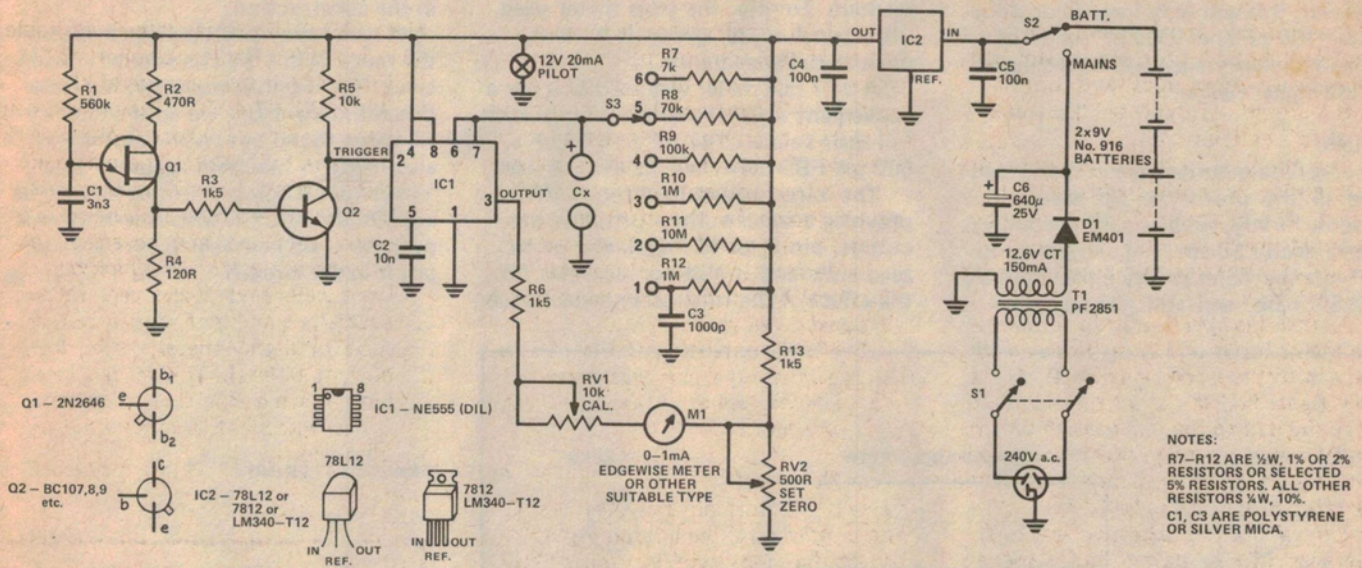 R1
560k
R2
470R
R5
10k
12V 20mA
PILOT
OUT
IC2
IN
REF.
S2
BATT.
MAINS
C4
100n
C5
100n
R7
7k
6
R8
70k
S3
5
R9
100k
4
R10
1M
3
R11
10M
2
R12
1M
1
C3
1000p
2x9V
No. 916
BATTERIES
Q1
C1
3n3
R3
1k5
R4
120R
TRIGGER
Q2
2
4
8
6
7
IC1
3
OUTPUT
5
1
C2
10n
+
Cx
R6
1k5
+
C6
640µ
25V
D1
EM401
12.6V CT
150mA
T1
PF2851
R13
1k5
RV1
10k
CAL.
M1
0–1mA
EDGEWISE METER
OR OTHER
SUITABLE TYPE
RV2
500R
SET
ZERO
S1
240V a.c.
Q1 – 2N2646
b1
e
b2
1
8
IC1 – NE555 (DIL)
Q2 – BC107,8,9
etc.
c
b
e
IC2 – 78L12 or
7812 or
LM340–T12
78L12
IN
OUT
REF.
7812
LM340–T12
IN
OUT
REF.
NOTES:
R7–R12 ARE ½W, 1% OR 2%
RESISTORS OR SELECTED
5% RESISTORS. ALL OTHER
RESISTORS ¼W, 10%.
C1, C3 ARE POLYSTYRENE
OR SILVER MICA.